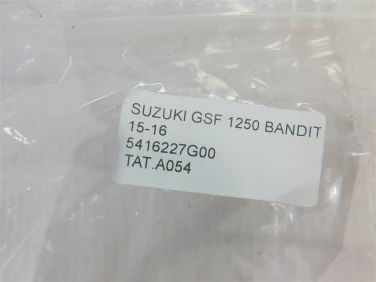 SUZUKI GSF 1250 BANDIT
15-16
5416227G00
TAT.A054